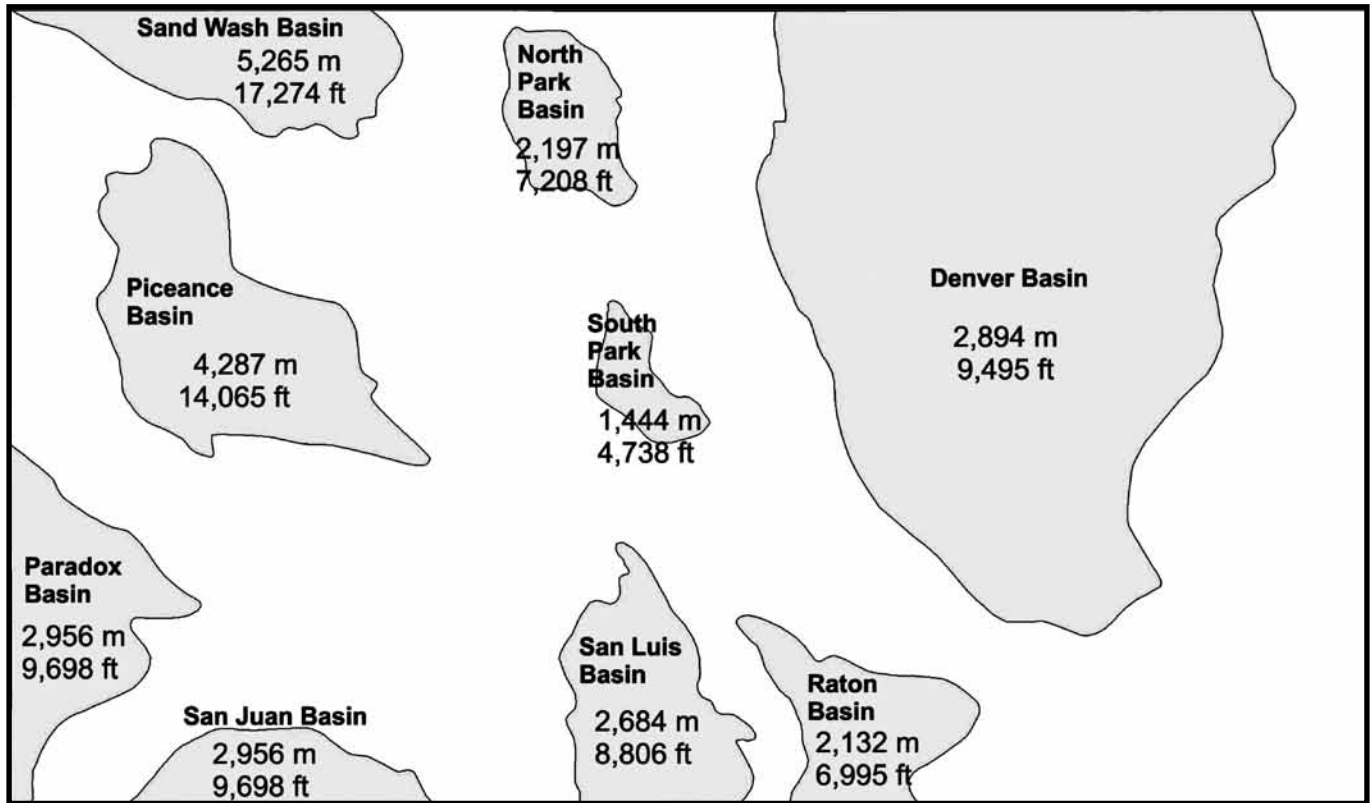 Sand Wash Basin
5,265 m
17,274 ft
North
Park
Basin
2,197 m
7,208 ft
Piceance
Basin
4,287 m
14,065 ft
South
Park
Basin
1,444 m
4,738 ft
Denver Basin
2,894 m
9,495 ft
Paradox
Basin
2,956 m
9,698 ft
San Juan Basin
2,956 m
9,698 ft
San Luis
Basin
2,684 m
8,806 ft
Raton
Basin
2,132 m
6,995 ft